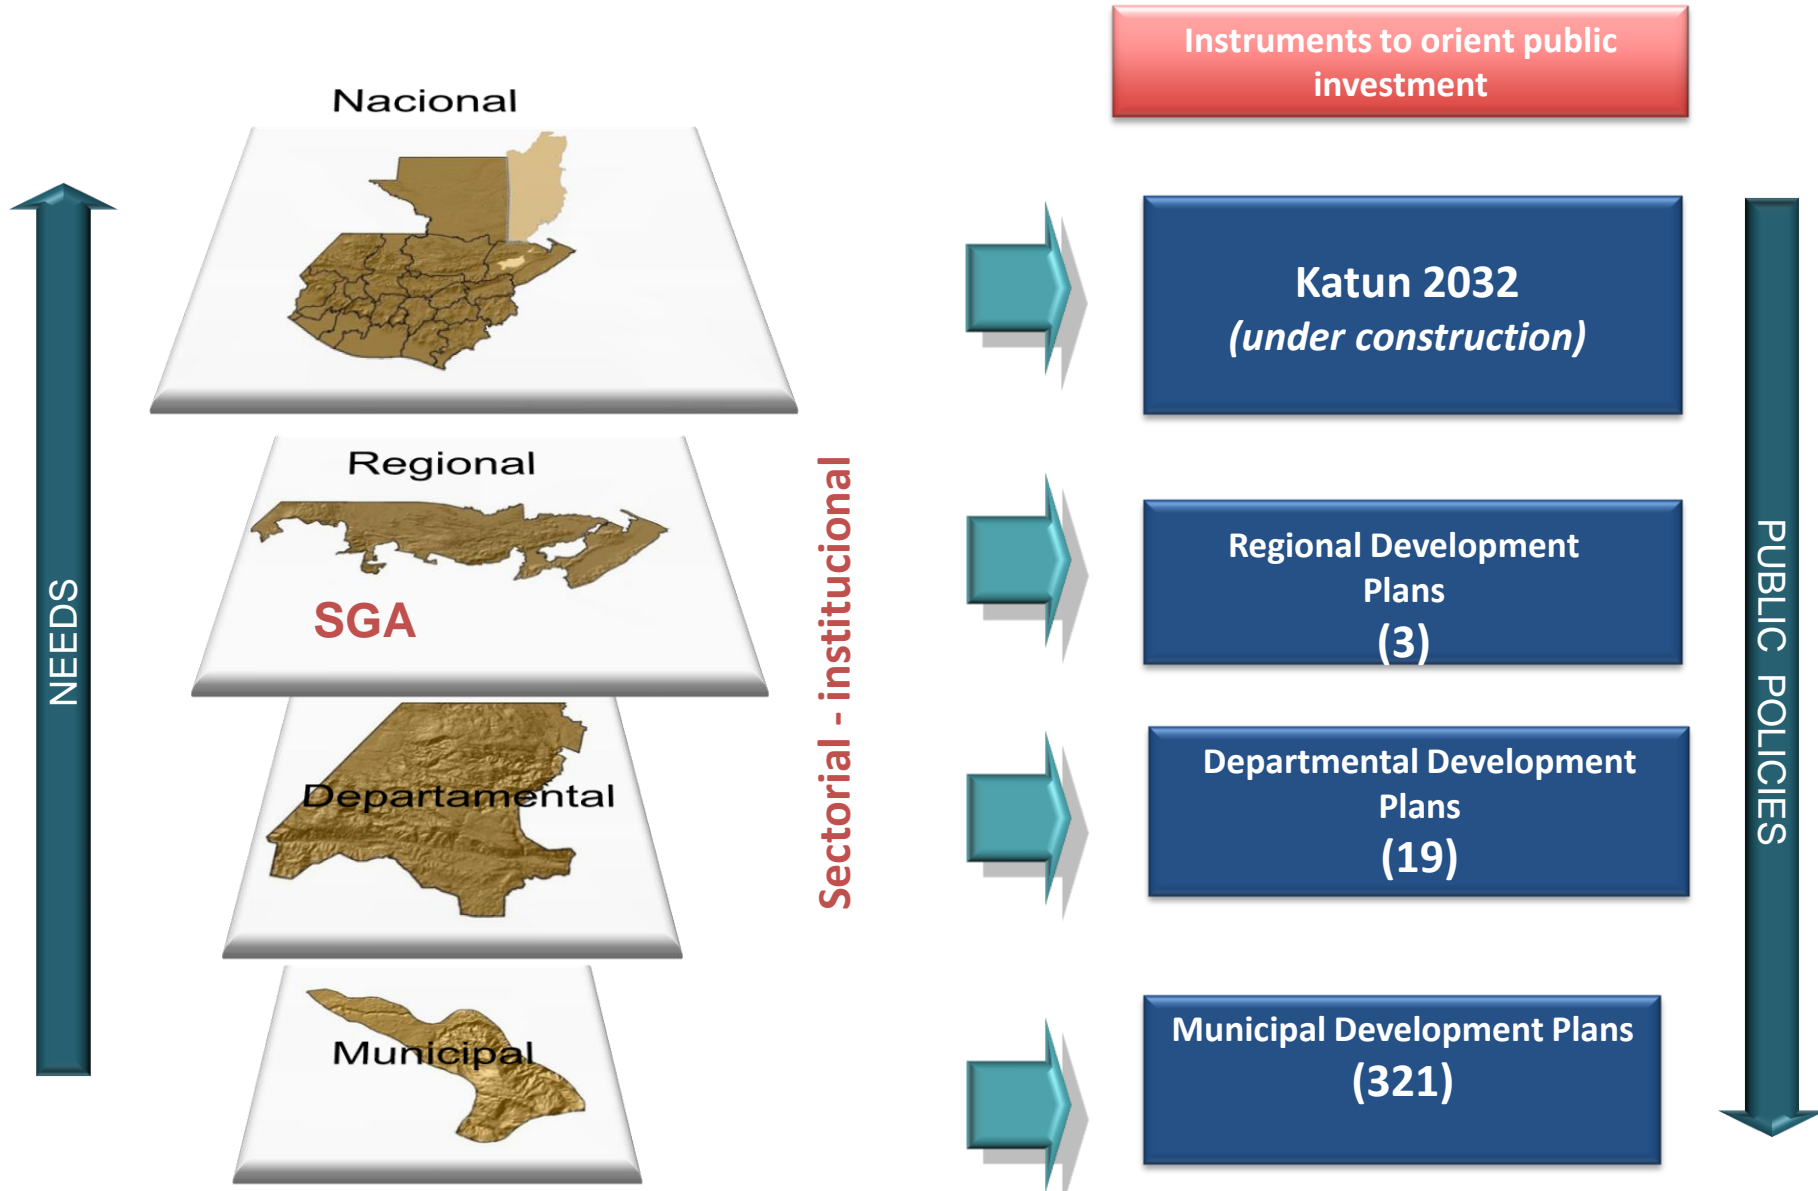 Instruments to orient public
investment
Nacional
Katun 2032
(under construction)
Regional
SGA
Regional Development
Plans
(3)
Departamental
Departmental Development
Plans
(19)
Municipal
Municipal Development Plans
(321)
NEEDS
Sectorial - institucional
PUBLIC POLICIES